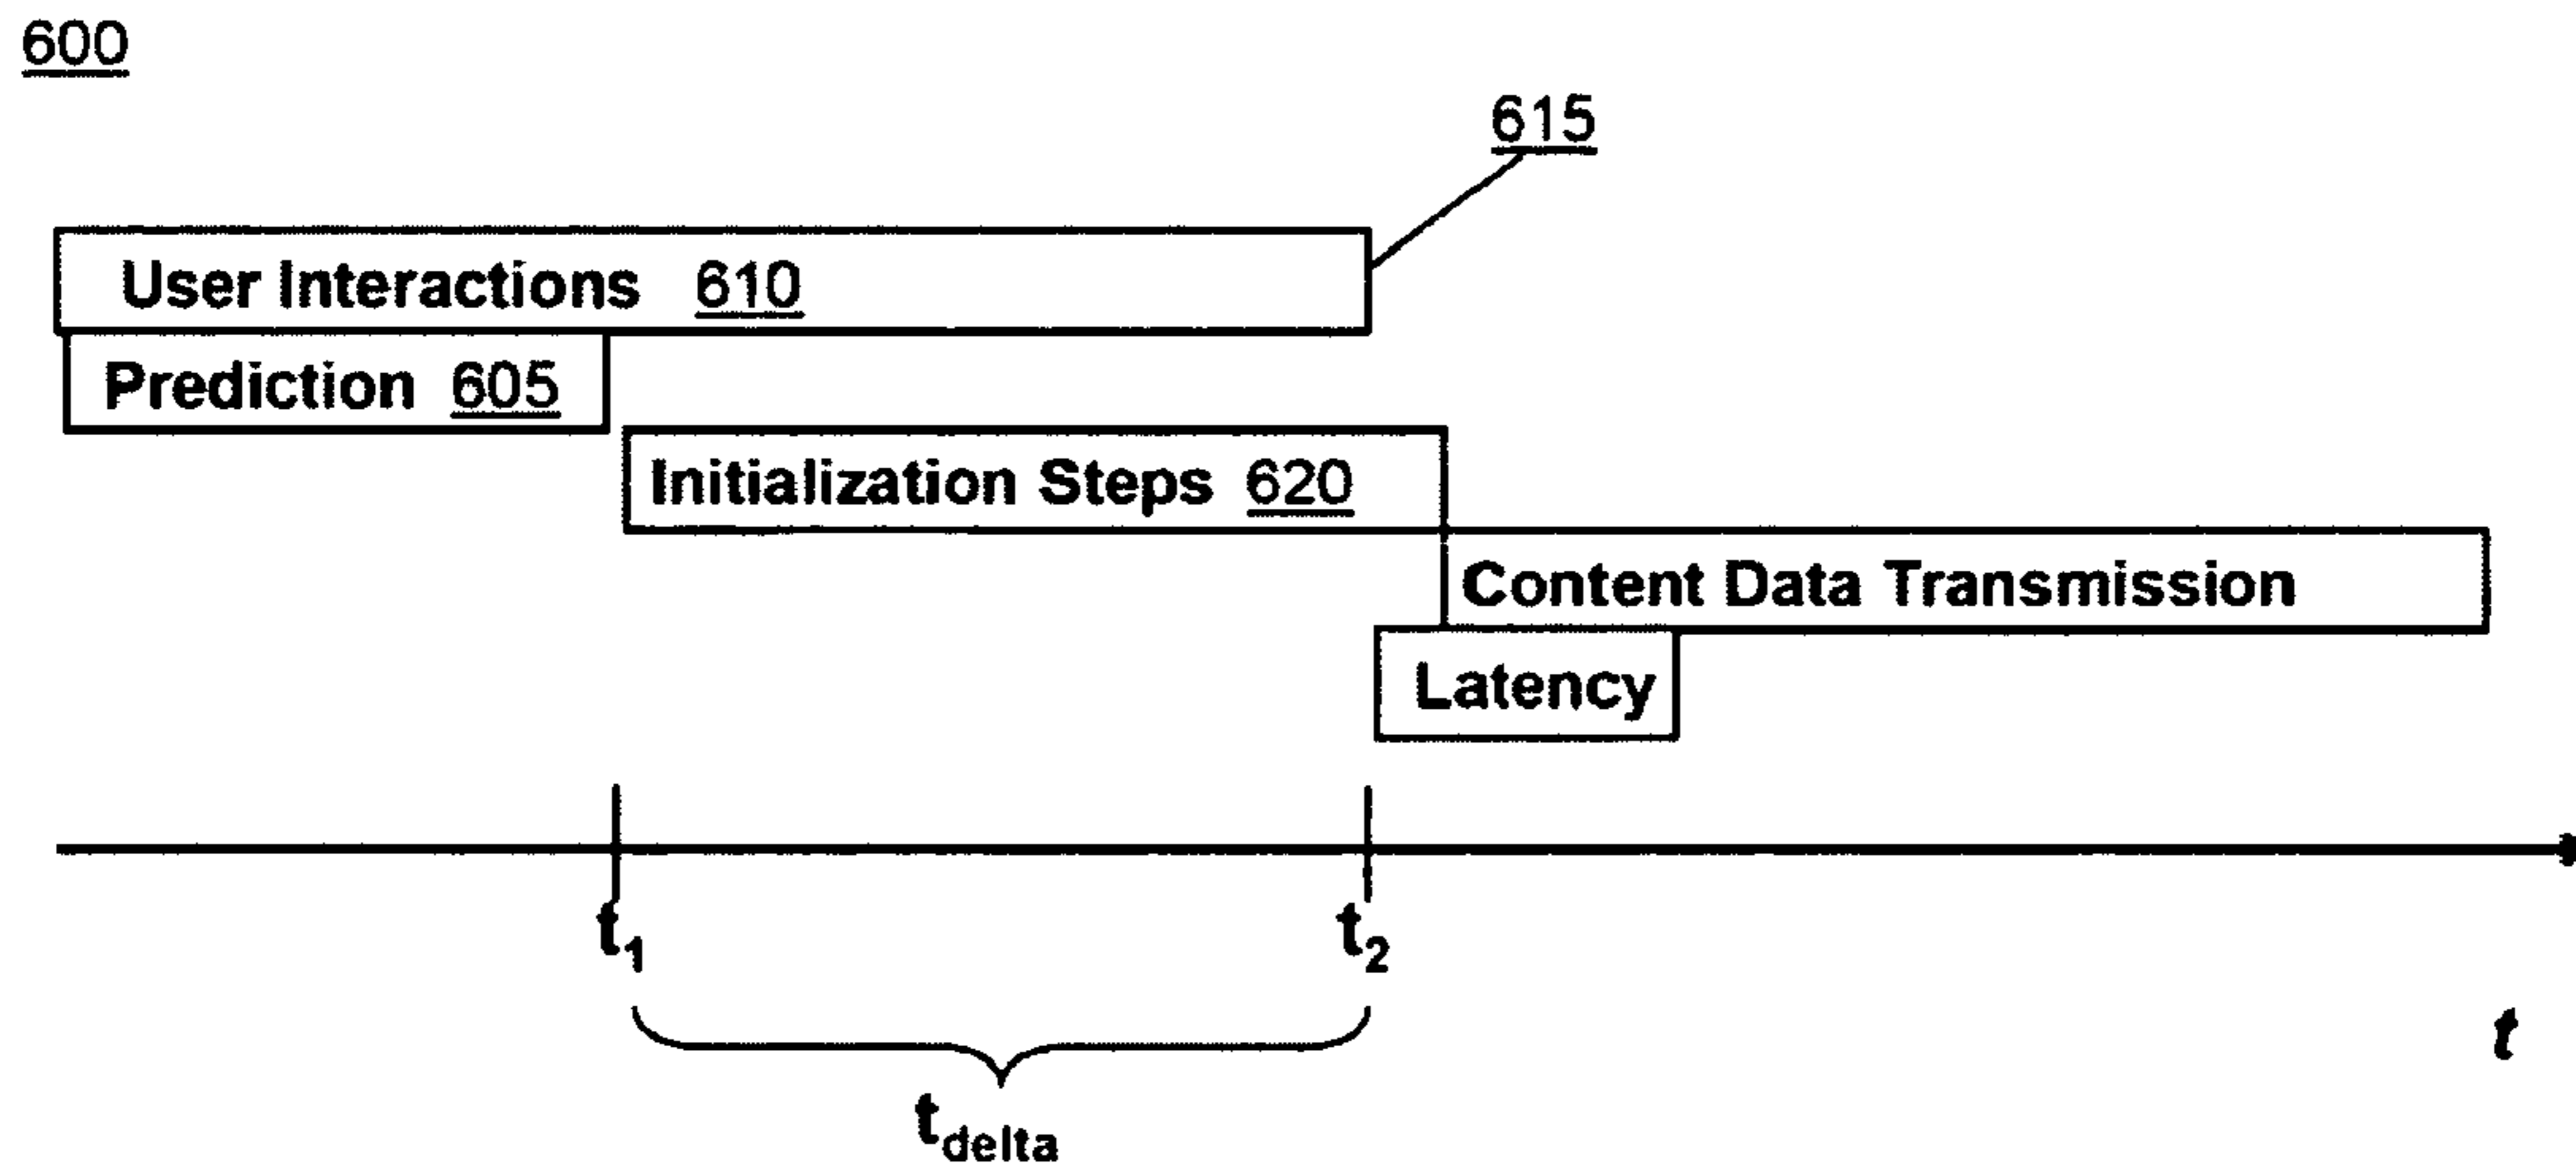 600
615
User Interactions 610
Prediction 605
Initialization Steps 620
Content Data Transmission
Latency
t1 t2
t
tdelta